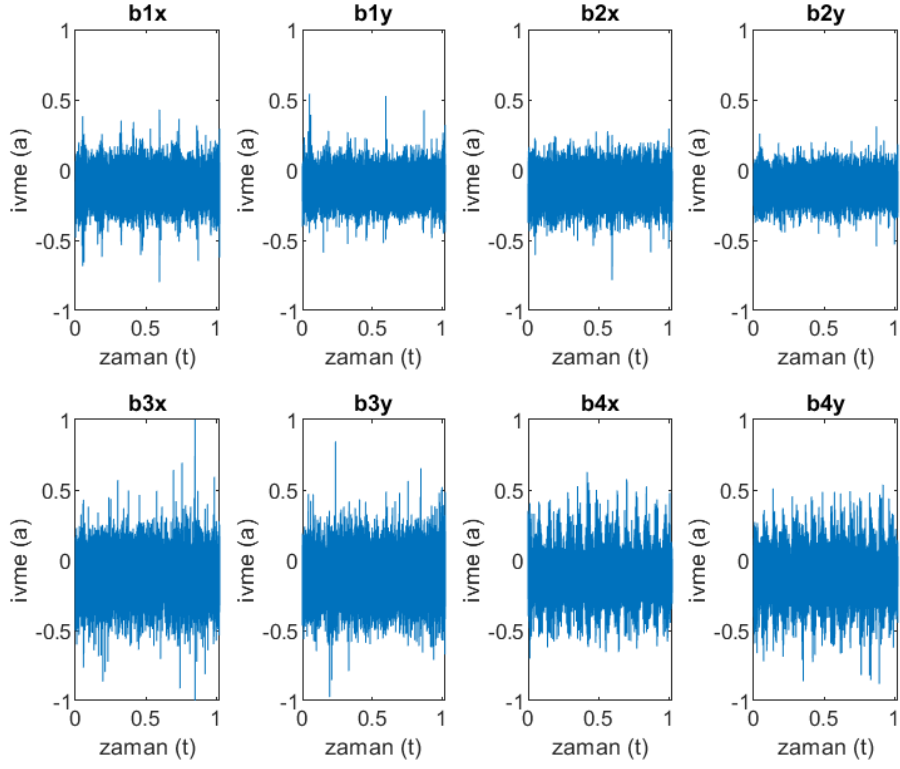 b1x b1y b2x b2y
1 1 1 1
0.5 0.5 0.5 0.5
ivme (a) ivme (a) ivme (a) ivme (a)
0 0 0 0
-0.5 -0.5 -0.5 -0.5
-1 -1 -1 -1
0 0.5 1 0 0.5 1 0 0.5 1 0 0.5 1
zaman (t) zaman (t) zaman (t) zaman (t)
b3x b3y b4x b4y
1 1 1 1
0.5 0.5 0.5 0.5
ivme (a) ivme (a) ivme (a) ivme (a)
0 0 0 0
-0.5 -0.5 -0.5 -0.5
-1 -1 -1 -1
0 0.5 1 0 0.5 1 0 0.5 1 0 0.5 1
zaman (t) zaman (t) zaman (t) zaman (t)